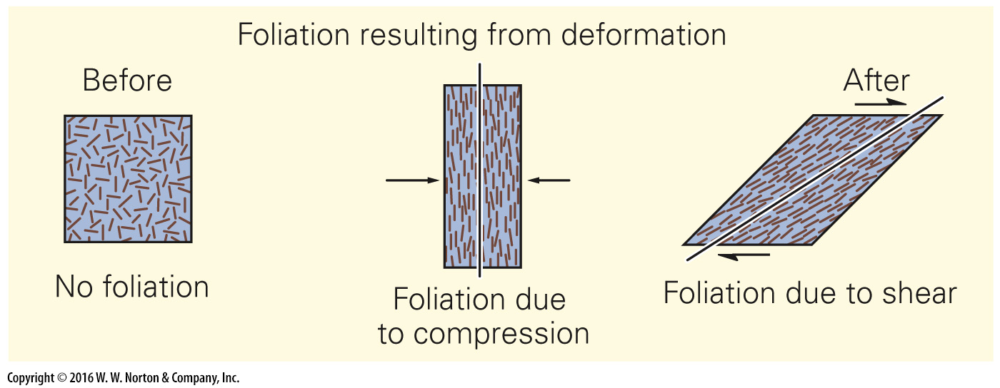 Foliation resulting from deformation
Before
After
No foliation
Foliation due
to compression
Foliation due to shear
Copyright © 2016 W. W. Norton & Company, Inc.